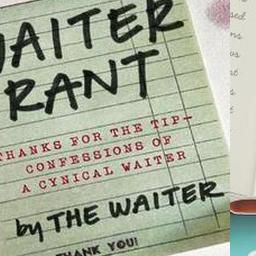 WAITER
RANT
THANKS FOR THE TIP-
CONFESSIONS OF
A CYNICAL WAITER
by THE WAITER
THANK YOU!